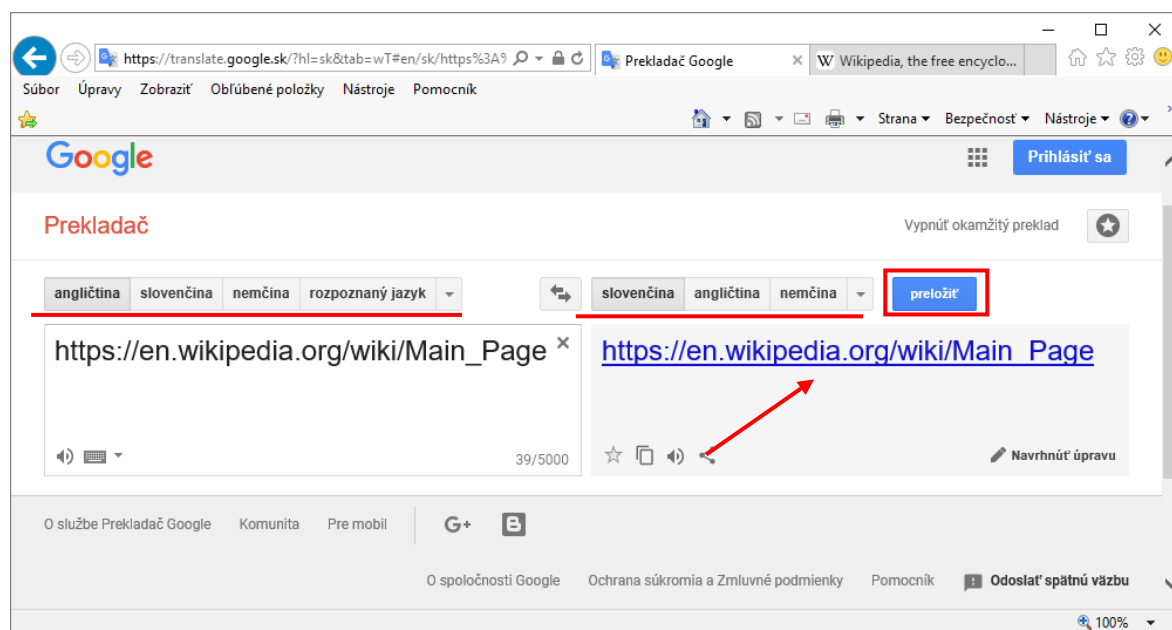 https://translate.google.sk/?hl=sk&tab=wT#en/sk/https%3A9
Prekladač Google
W Wikipedia, the free encyclo...
Súbor Úpravy Zobraziť Obľúbené položky Nástroje Pomocník
Strana Bezpečnosť Nástroje
Google
Prihlásiť sa
Prekladač
Vypnúť okamžitý preklad
angličtina slovenčina nemčina rozpoznaný jazyk
slovenčina angličtina nemčina
preložiť
https://en.wikipedia.org/wiki/Main_Page
https://en.wikipedia.org/wiki/Main_Page
39/5000
Navrhnúť úpravu
O službe Prekladač Google Komunita Pre mobil G+ B
O spoločnosti Google Ochrana súkromia a Zmluvné podmienky Pomocník Odoslať spätnú väzbu
100%